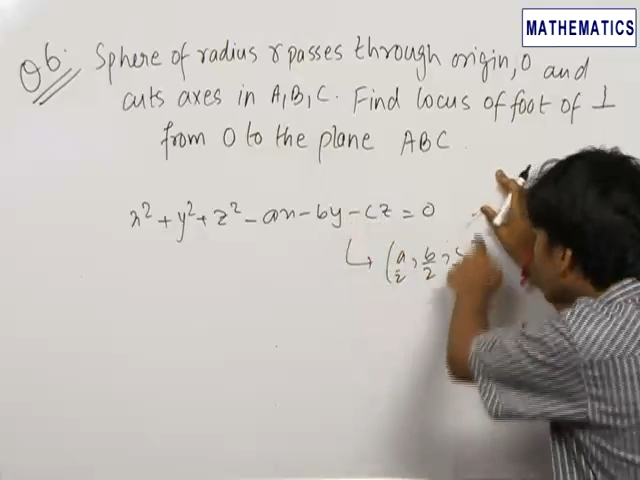 MATHEMATICS
Q6. Sphere of radius r passes through origin, O and
cuts axes in A, B, C. Find locus of foot of ⊥
from O to the plane ABC.
x² + y² + z² - ax - by - cz = 0
↳ (a/2, b/2, c